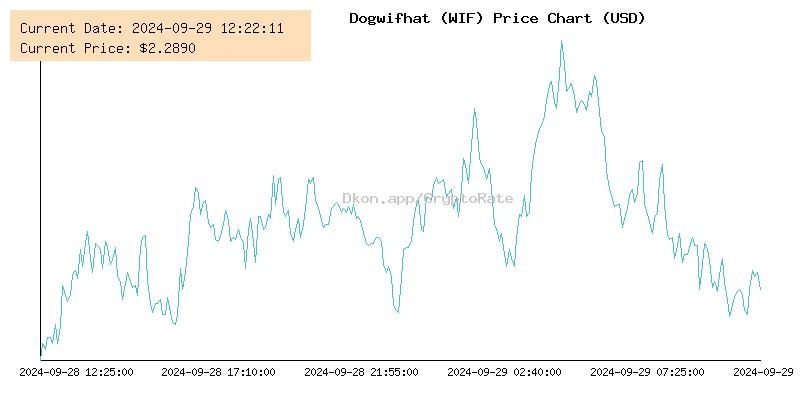 Dogwifhat (WIF) Price Chart (USD)
Current Date: 2024-09-29 12:22:11
Current Price: $2.2890
Dkon.app/CryptoRate
2024-09-28 12:25:00
2024-09-28 17:10:00
2024-09-28 21:55:00
2024-09-29 02:40:00
2024-09-29 07:25:00
2024-09-29